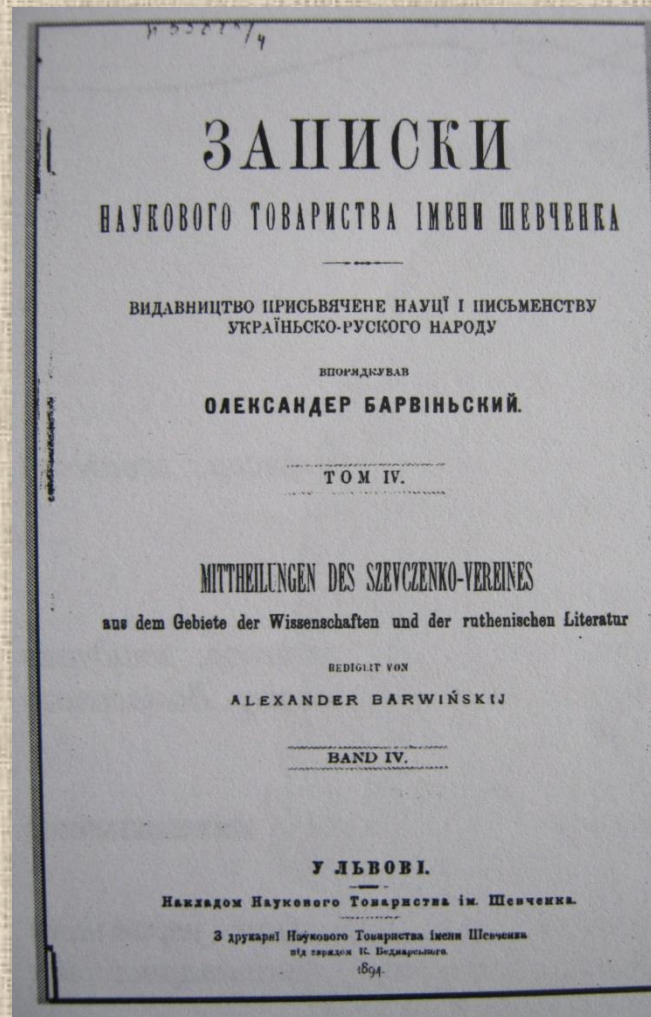 ЗАПИСКИ
НАУКОВОГО ТОВАРИСТВА ІМЕНИ ШЕВЧЕНКА
ВИДАВНИЦТВО ПРИСЬВЯЧЕНЕ НАУЦЇ І ПИСЬМЕНСТВУ
УКРАЇНЬСКО-РУСКОГО НАРОДУ
ВПОРЯДКУВАВ
ОЛЕКСАНДЕР БАРВІНЬСКИЙ.
ТОМ IV.
MITTHEILUNGEN DES SZEVCZENKO-VEREINES
aus dem Gebiete der Wissenschaften und der ruthenischen Literatur
REDIGIRT VON
ALEXANDER BARWIŃSKIJ
BAND IV.
У ЛЬВОВІ.
Накладом Наукового Товариства ім. Шевченка.
З друкарнї Наукового Товариства імени Шевченка
під зарядом К. Беднарського.
1894.